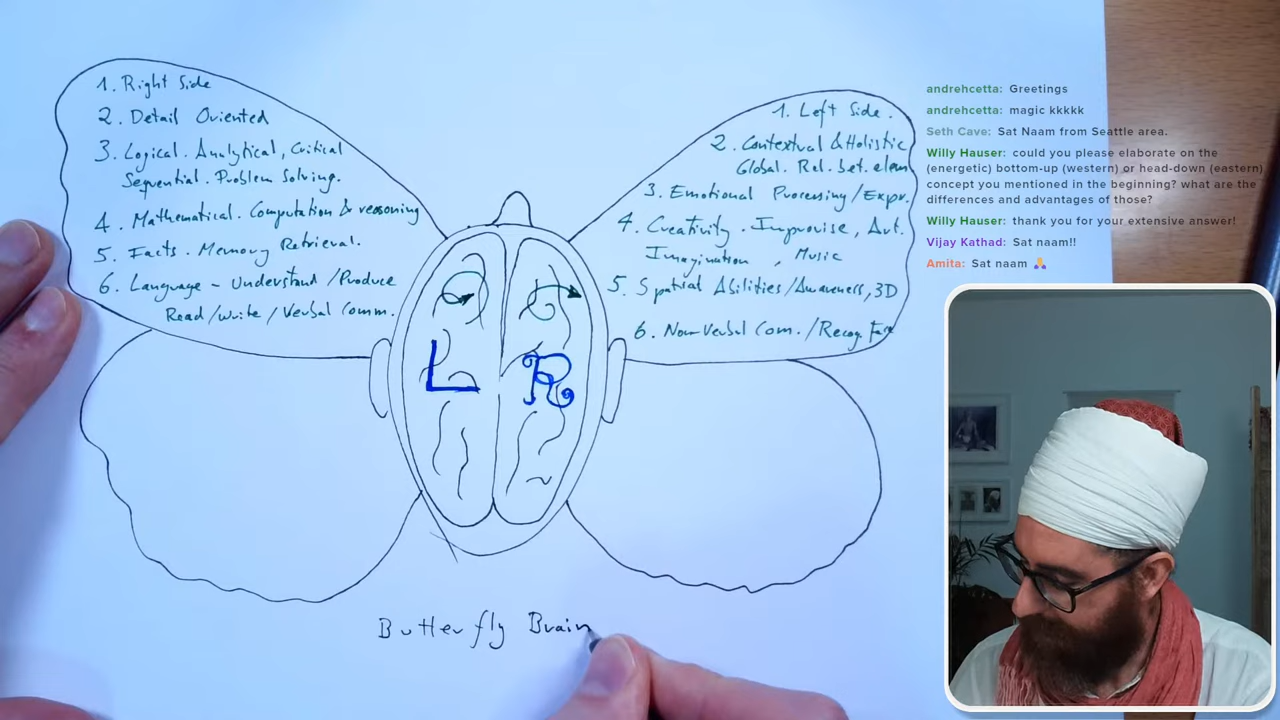 1. Right Side
2. Detail Oriented
3. Logical. Analytical, Critical
Sequential. Problem Solving.
4. Mathematical. Computation & reasoning
5. Facts. Memory Retrieval.
6. Language - Understand / Produce
Read / Write / Verbal Comm.
1. Left Side.
2. Contextual & Holistic
Global. Rel. bet. elem
3. Emotional Processing / Expr.
4. Creativity. Improvise, Art.
Imagination, Music
5. Spatial Abilities / Awareness, 3D
6. Non-Verbal Com. / Recog. Face
L R
Butterfly Brain
andrehcetta: Greetings
andrehcetta: magic kkkkk
Seth Cave: Sat Naam from Seattle area.
Willy Hauser: could you please elaborate on the
(energetic) bottom-up (western) or head-down (eastern)
concept you mentioned in the beginning? what are the
differences and advantages of those?
Willy Hauser: thank you for your extensive answer!
Vijay Kathad: Sat naam!!
Amita: Sat naam 🙏